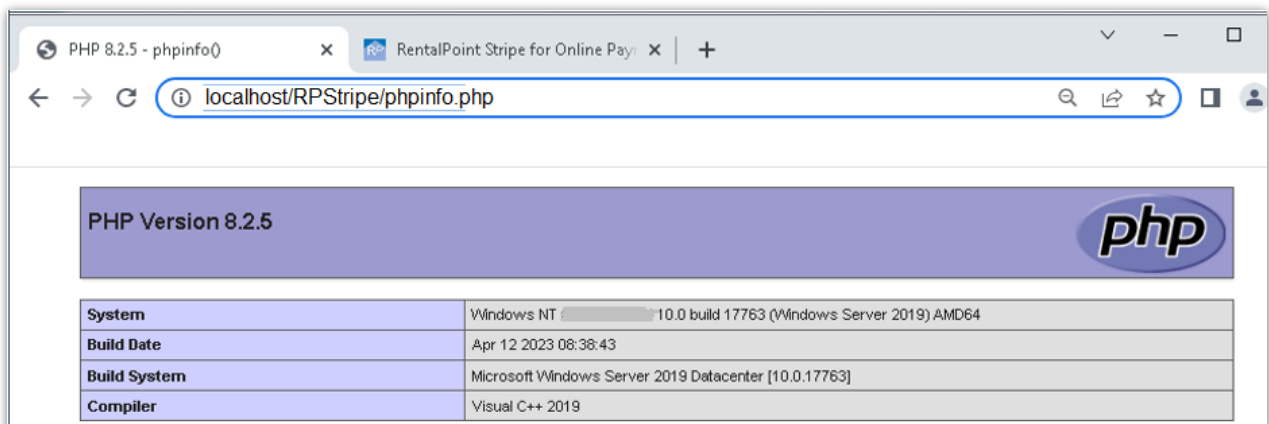 PHP 8.2.5 - phpinfo()
RentalPoint Stripe for Online Payr
localhost/RPStripe/phpinfo.php
PHP Version 8.2.5
php
System Windows NT 10.0 build 17763 (Windows Server 2019) AMD64
Build Date Apr 12 2023 08:38:43
Build System Microsoft Windows Server 2019 Datacenter [10.0.17763]
Compiler Visual C++ 2019